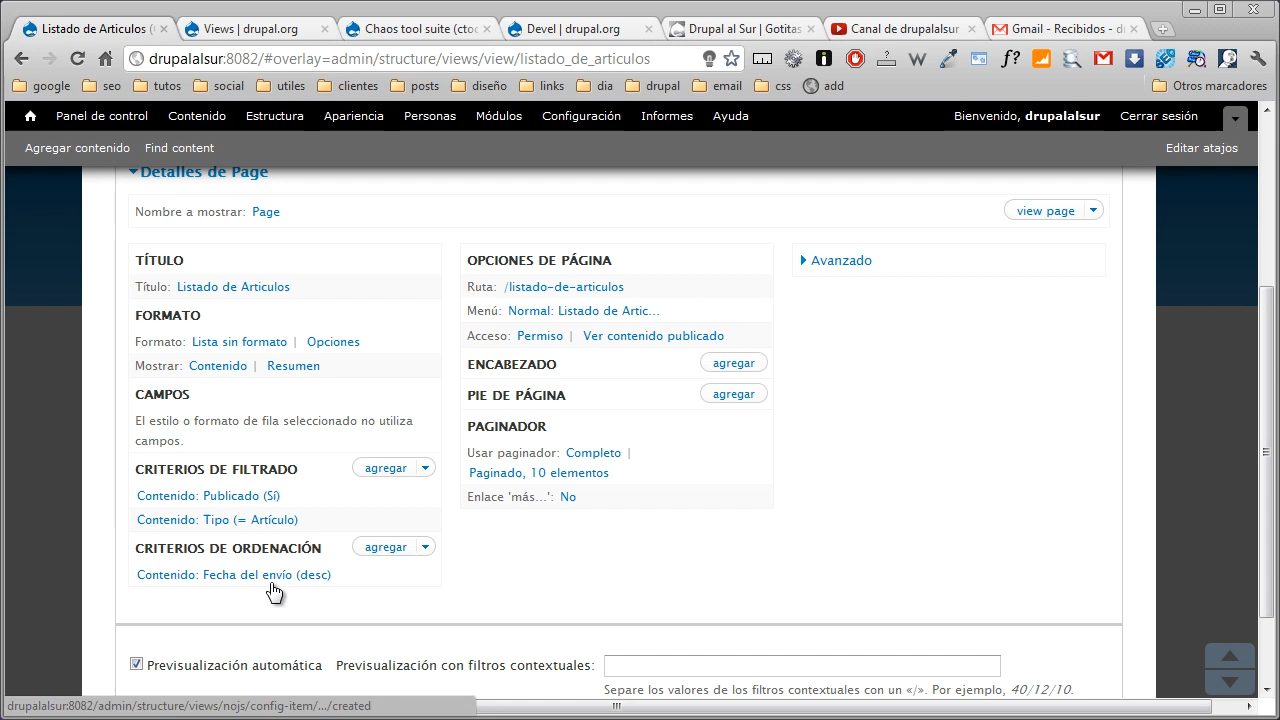 Listado de Articulos (
Views | drupal.org
Chaos tool suite (ctoc
Devel | drupal.org
Drupal al Sur | Gotitas
Canal de drupalalsur
Gmail - Recibidos - d
drupalalsur:8082/#overlay=admin/structure/views/view/listado_de_articulos
google
seo
tutos
social
utiles
clientes
posts
diseño
links
dia
drupal
email
css
add
Otros marcadores
Panel de control
Contenido
Estructura
Apariencia
Personas
Módulos
Configuración
Informes
Ayuda
Bienvenido, drupalalsur
Cerrar sesión
Agregar contenido
Find content
Editar atajos
Detalles de Page
Nombre a mostrar: Page
view page
TÍTULO
Título: Listado de Articulos
FORMATO
Formato: Lista sin formato | Opciones
Mostrar: Contenido | Resumen
CAMPOS
El estilo o formato de fila seleccionado no utiliza
campos.
CRITERIOS DE FILTRADO
agregar
Contenido: Publicado (Sí)
Contenido: Tipo (= Artículo)
CRITERIOS DE ORDENACIÓN
agregar
Contenido: Fecha del envío (desc)
OPCIONES DE PÁGINA
Ruta: /listado-de-articulos
Menú: Normal: Listado de Artic...
Acceso: Permiso | Ver contenido publicado
ENCABEZADO
agregar
PIE DE PÁGINA
agregar
PAGINADOR
Usar paginador: Completo |
Paginado, 10 elementos
Enlace 'más...': No
Avanzado
Previsualización automática
Previsualización con filtros contextuales:
Separe los valores de los filtros contextuales con un «/». Por ejemplo, 40/12/10.
drupalalsur:8082/admin/structure/views/nojs/config-item/.../created